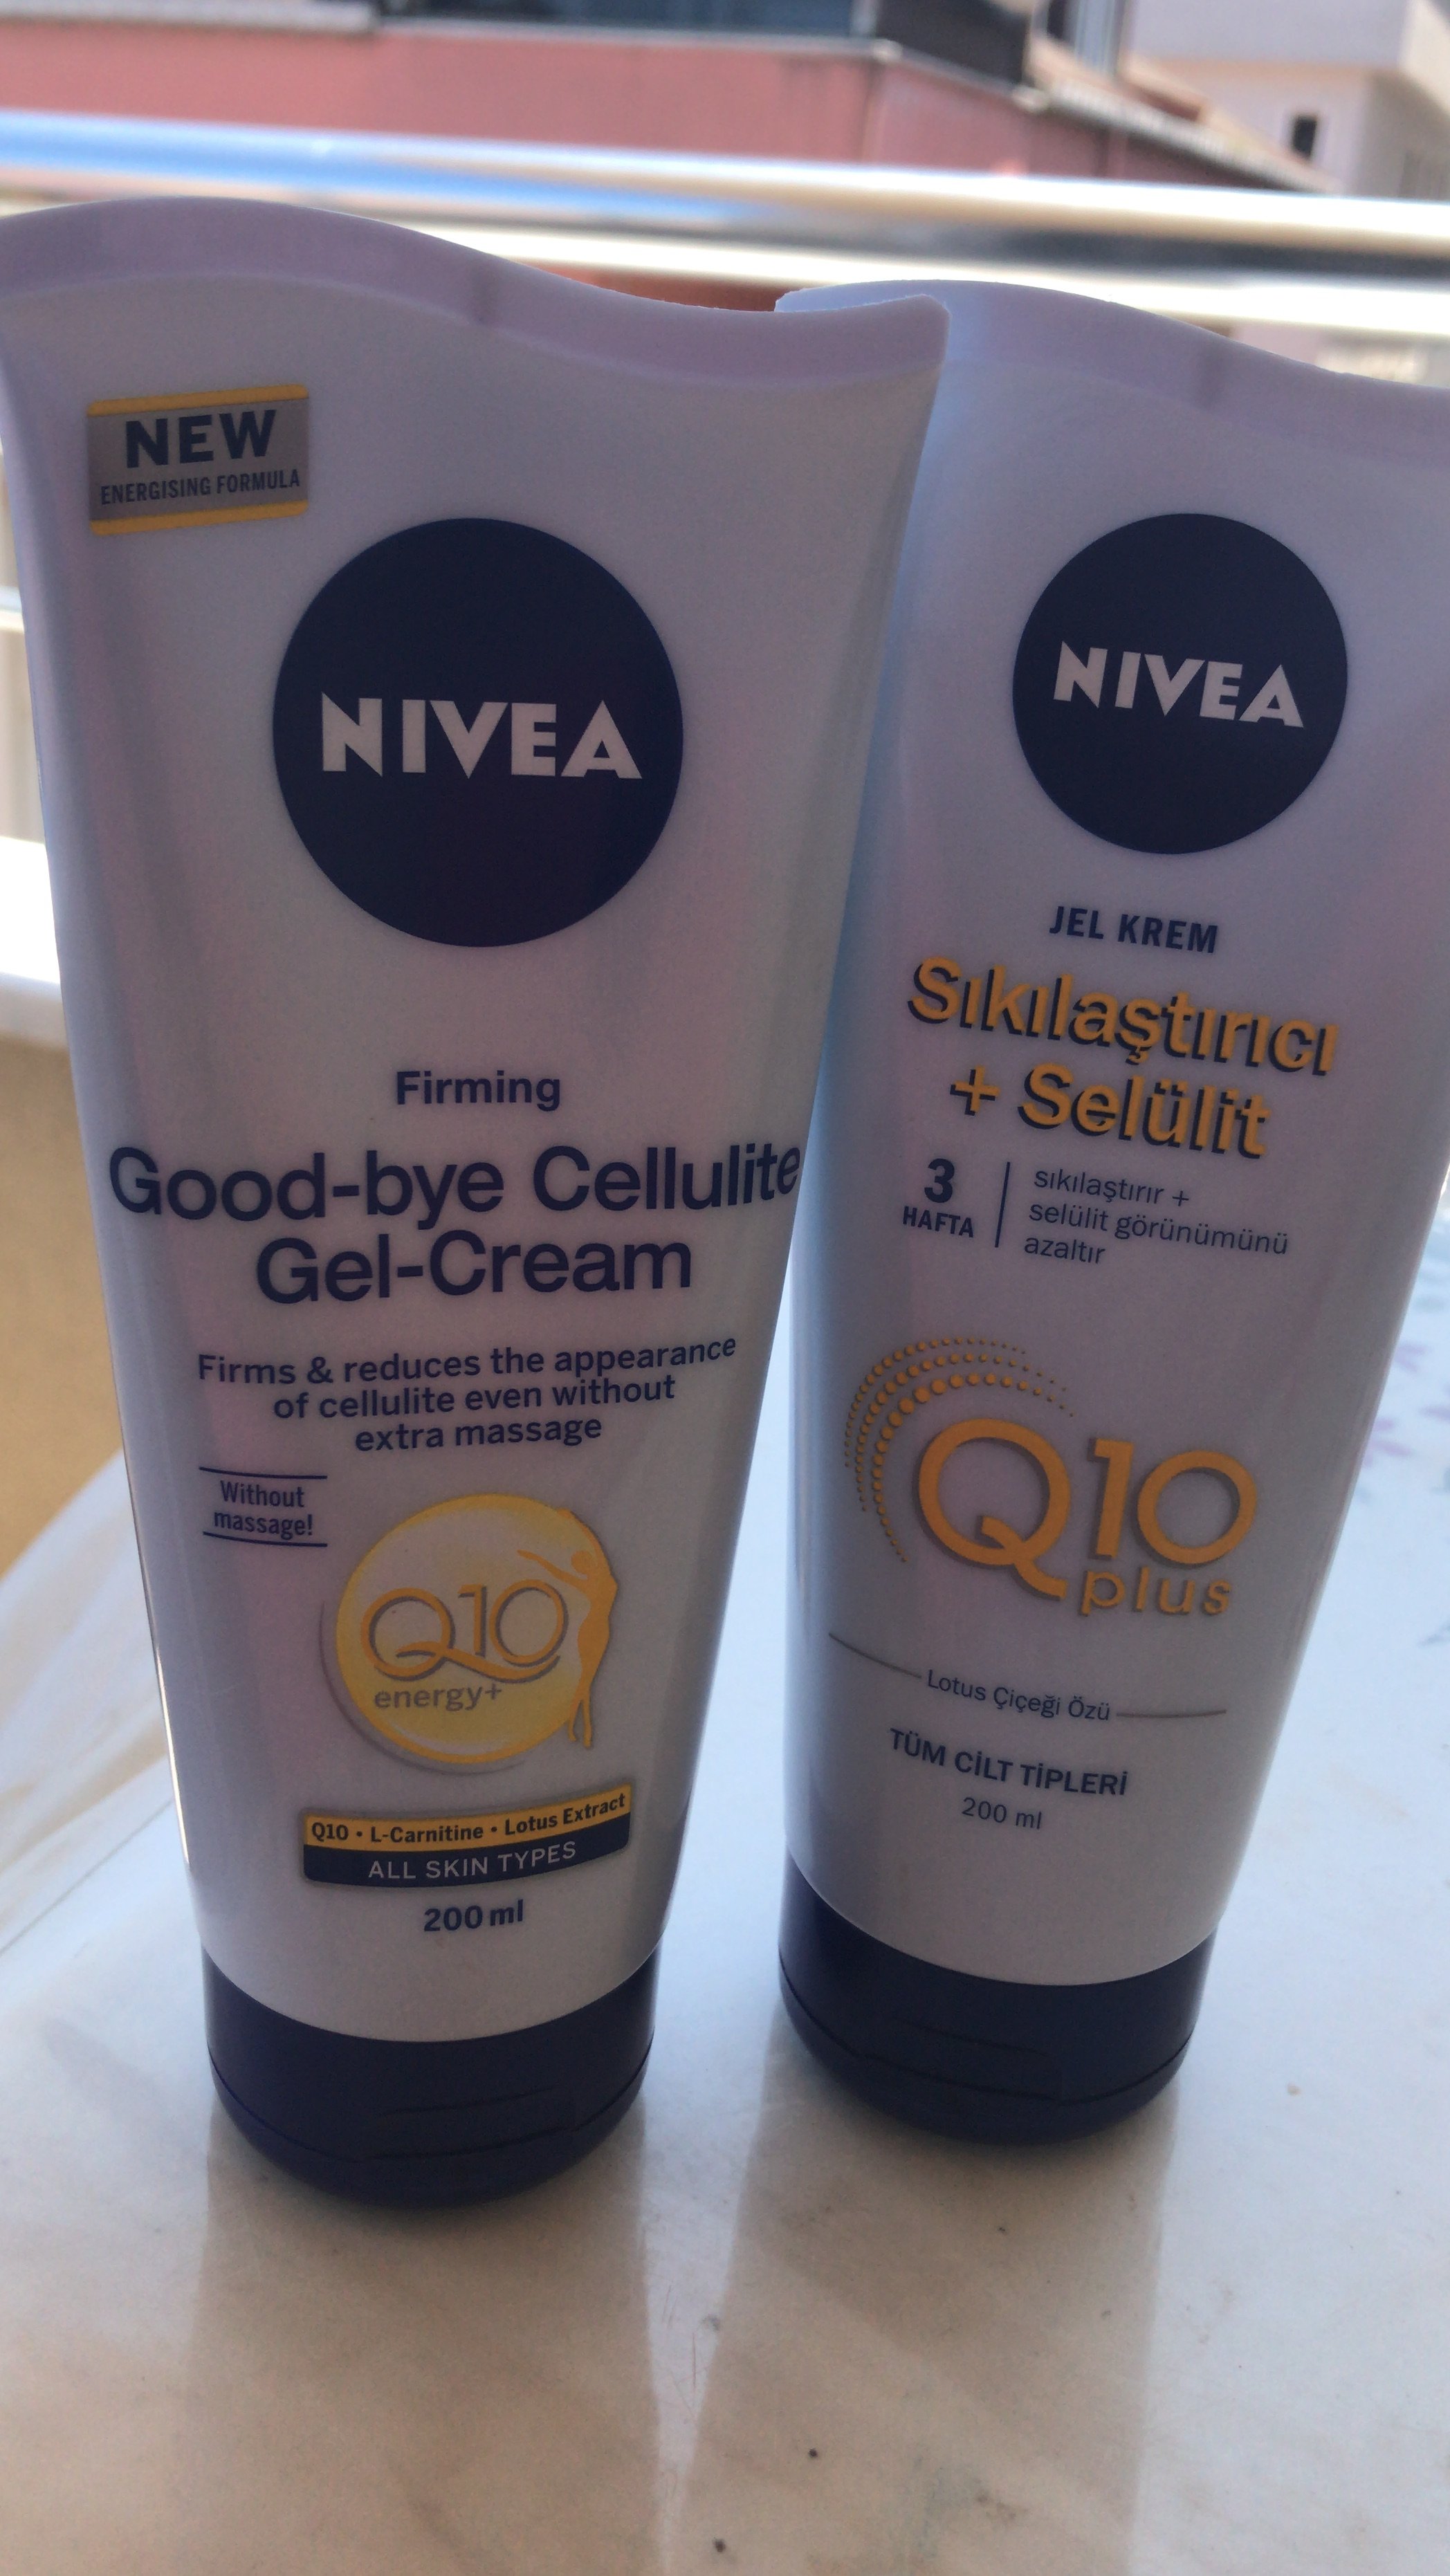 NEW
ENERGISING FORMULA
NIVEA
Firming
Good-bye Cellulite
Gel-Cream
Firms & reduces the appearance
of cellulite even without
extra massage
Without
massage!
Q10
energy+
Q10 • L-Carnitine • Lotus Extract
ALL SKIN TYPES
200 ml
NIVEA
JEL KREM
Sıkılaştırıcı
+ Selülit
3
HAFTA
sıkılaştırır +
selülit görünümünü
azaltır
Q10
plus
Lotus Çiçeği Özü
TÜM CİLT TİPLERİ
200 ml